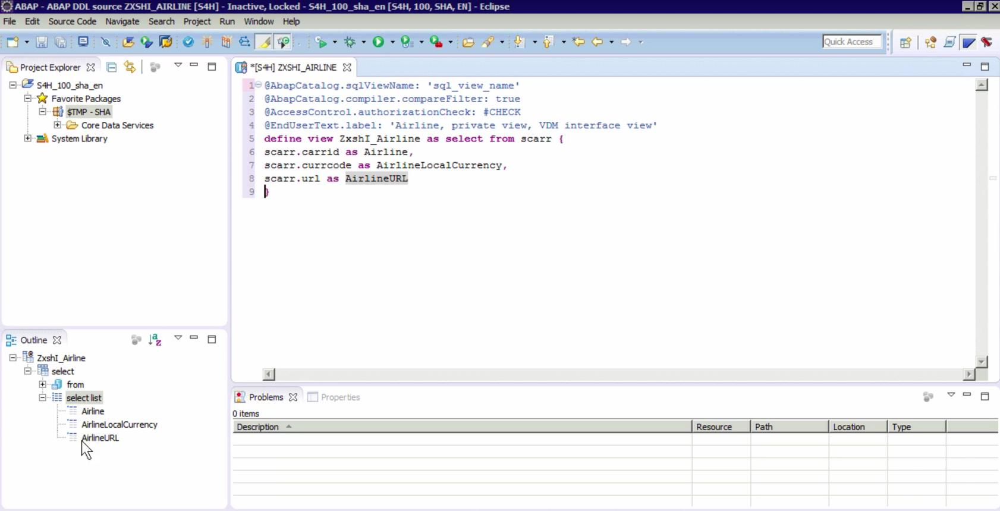 ABAP - ABAP DDL source ZXSHI_AIRLINE [S4H] - Inactive, Locked - S4H_100_sha_en [S4H, 100, SHA, EN] - Eclipse
File Edit Source Code Navigate Search Project Run Window Help
Quick Access
Project Explorer
S4H_100_sha_en
Favorite Packages
$TMP - SHA
Core Data Services
System Library
*[S4H] ZXSHI_AIRLINE
1 @AbapCatalog.sqlViewName: 'sql_view_name'
2 @AbapCatalog.compiler.compareFilter: true
3 @AccessControl.authorizationCheck: #CHECK
4 @EndUserText.label: 'Airline, private view, VDM interface view'
5 define view ZxshI_Airline as select from scarr {
6 scarr.carrid as Airline,
7 scarr.currcode as AirlineLocalCurrency,
8 scarr.url as AirlineURL
9 }
Outline
ZxshI_Airline
select
from
select list
Airline
AirlineLocalCurrency
AirlineURL
Problems Properties
0 items
Description Resource Path Location Type